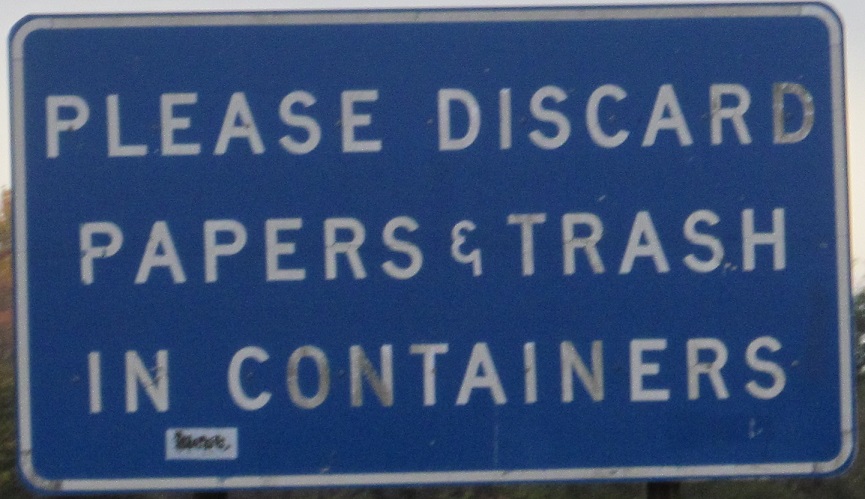 PLEASE DISCARD
PAPERS & TRASH
IN CONTAINERS